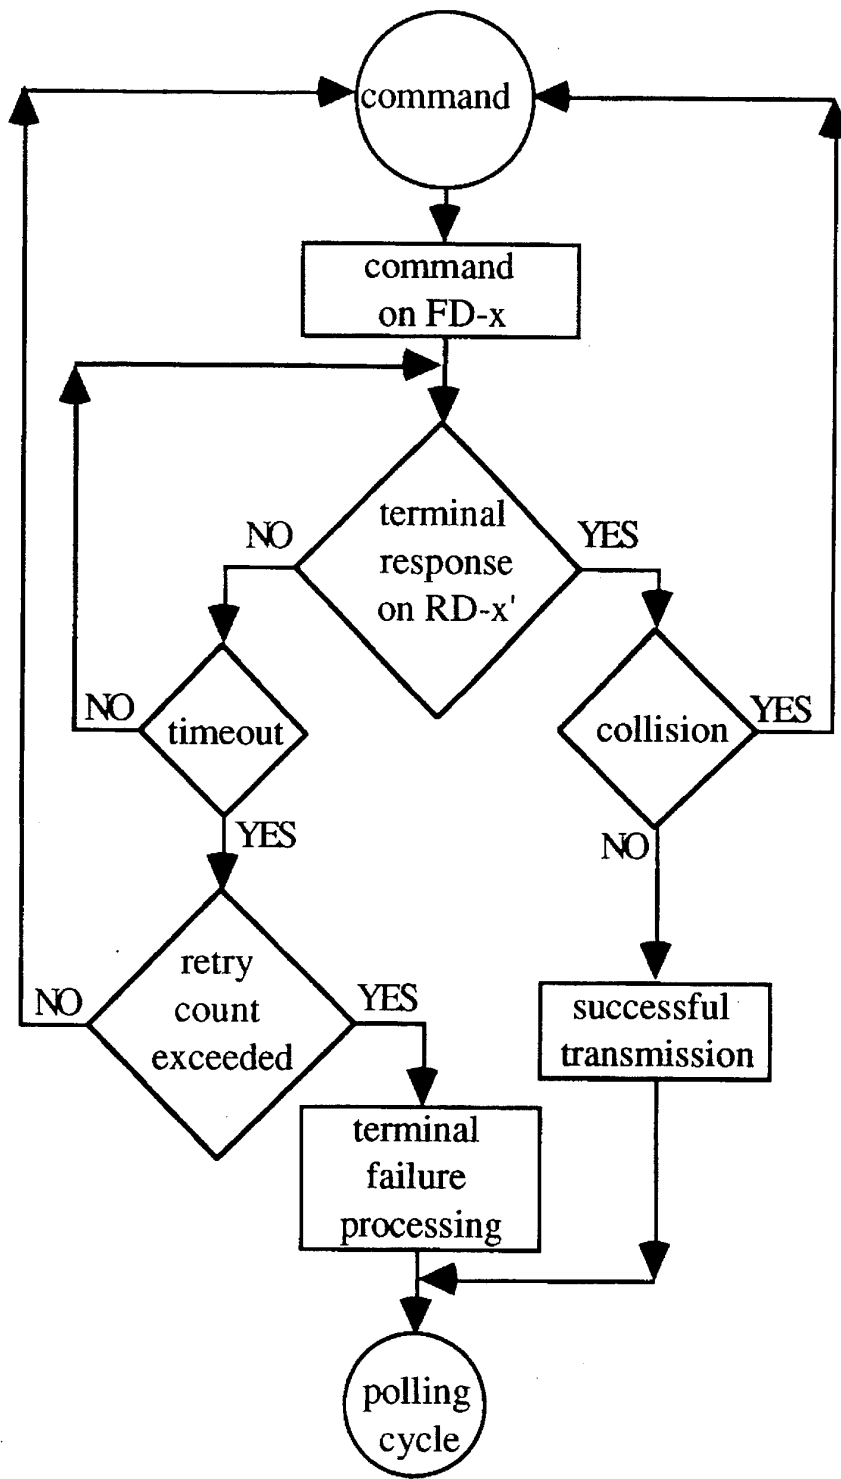 command
command
on FD-x
terminal
response
on RD-x'
NO
YES
timeout
NO
YES
collision
YES
NO
retry
count
exceeded
NO
YES
successful
transmission
terminal
failure
processing
polling
cycle